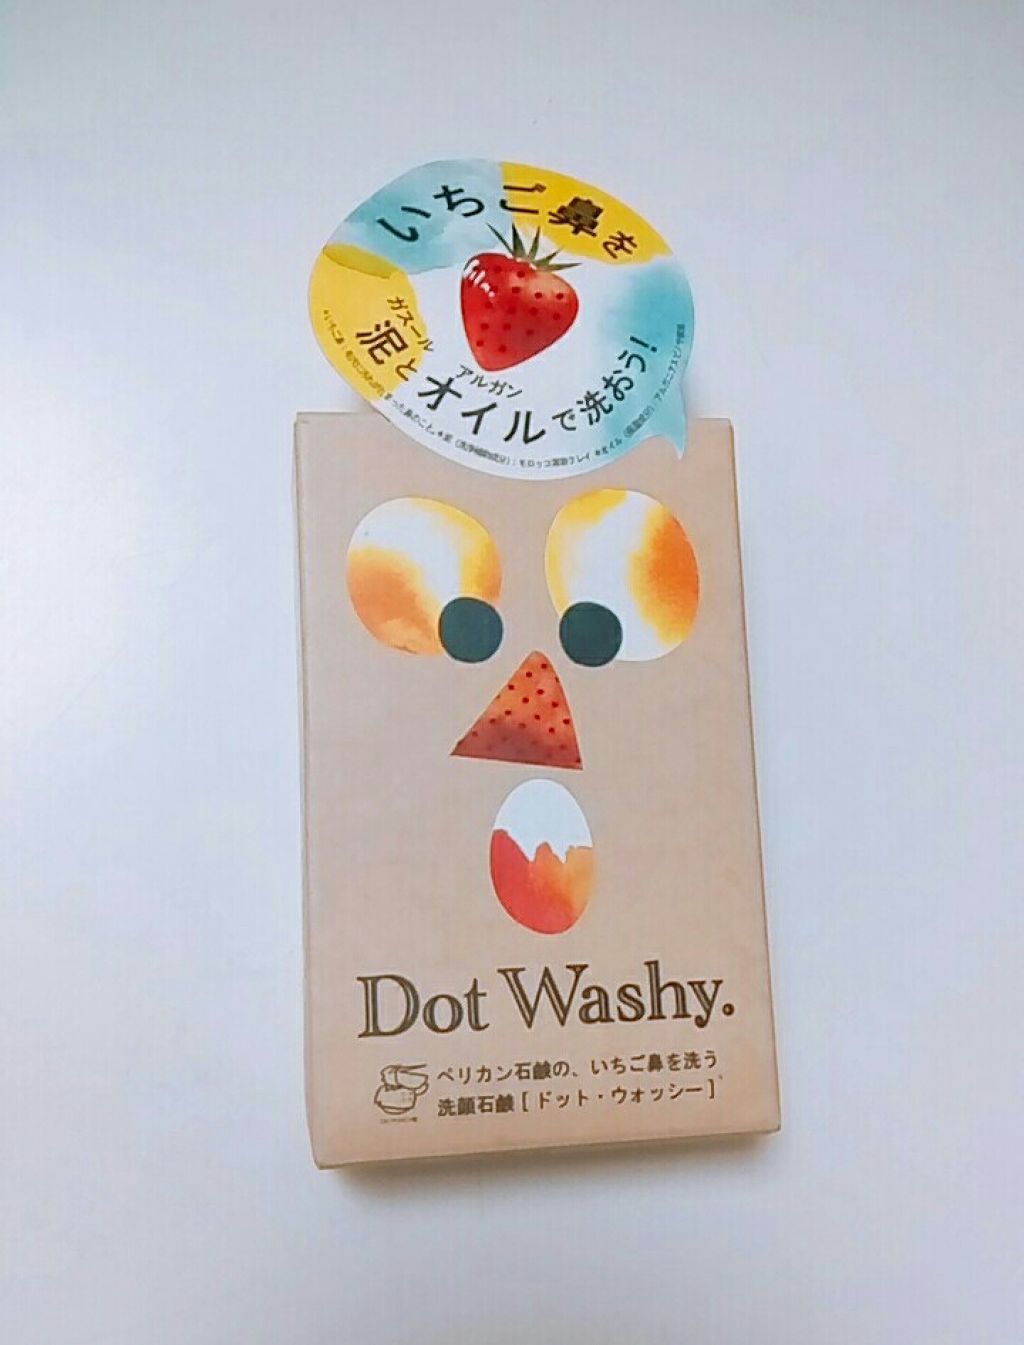 いちご鼻を
ガスール
泥と
アルガン
オイルで洗おう!
Dot Washy.
ペリカン石鹸の、いちご鼻を洗う
洗顔石鹸[ドット・ウォッシー]